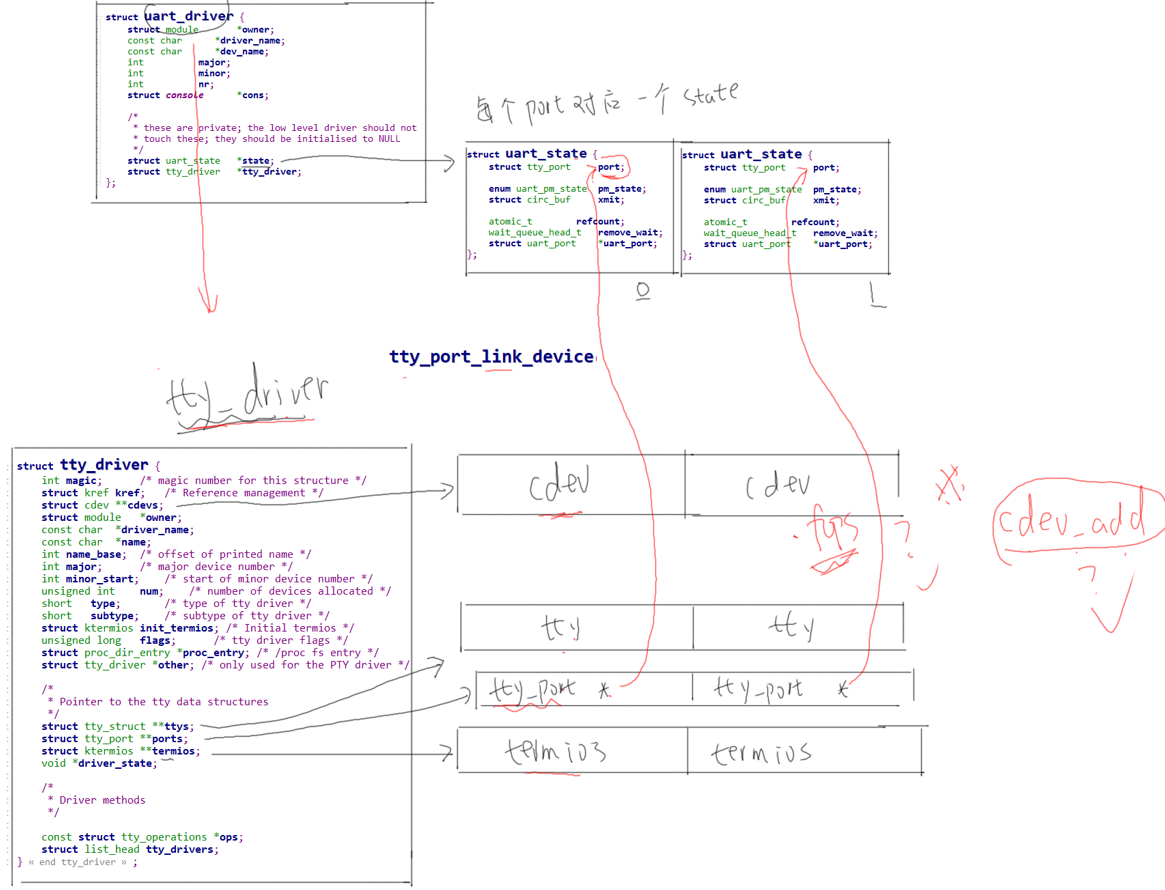 struct uart_driver {
struct module *owner;
const char *driver_name;
const char *dev_name;
int major;
int minor;
int nr;
struct console *cons;
/*
* these are private; the low level driver should not
* touch these; they should be initialised to NULL
*/
struct uart_state *state;
struct tty_driver *tty_driver;
};
每个port对应一个state
struct uart_state {
struct tty_port port;
enum uart_pm_state pm_state;
struct circ_buf xmit;
atomic_t refcount;
wait_queue_head_t remove_wait;
struct uart_port *uart_port;
};
0
struct uart_state {
struct tty_port port;
enum uart_pm_state pm_state;
struct circ_buf xmit;
atomic_t refcount;
wait_queue_head_t remove_wait;
struct uart_port *uart_port;
};
1
tty_port_link_device
tty_driver
struct tty_driver {
int magic; /* magic number for this structure */
struct kref kref; /* Reference management */
struct cdev **cdevs;
struct module *owner;
const char *driver_name;
const char *name;
int name_base; /* offset of printed name */
int major; /* major device number */
int minor_start; /* start of minor device number */
unsigned int num; /* number of devices allocated */
short type; /* type of tty driver */
short subtype; /* subtype of tty driver */
struct ktermios init_termios; /* Initial termios */
unsigned long flags; /* tty driver flags */
struct proc_dir_entry *proc_entry; /* /proc fs entry */
struct tty_driver *other; /* only used for the PTY driver */
/*
* Pointer to the tty data structures
*/
struct tty_struct **ttys;
struct tty_port **ports;
struct ktermios **termios;
void *driver_state;
/*
* Driver methods
*/
const struct tty_operations *ops;
struct list_head tty_drivers;
} « end tty_driver » ;
cdev cdev
.fops ?
cdev_add
?
tty tty
tty_port * tty_port *
termios termios